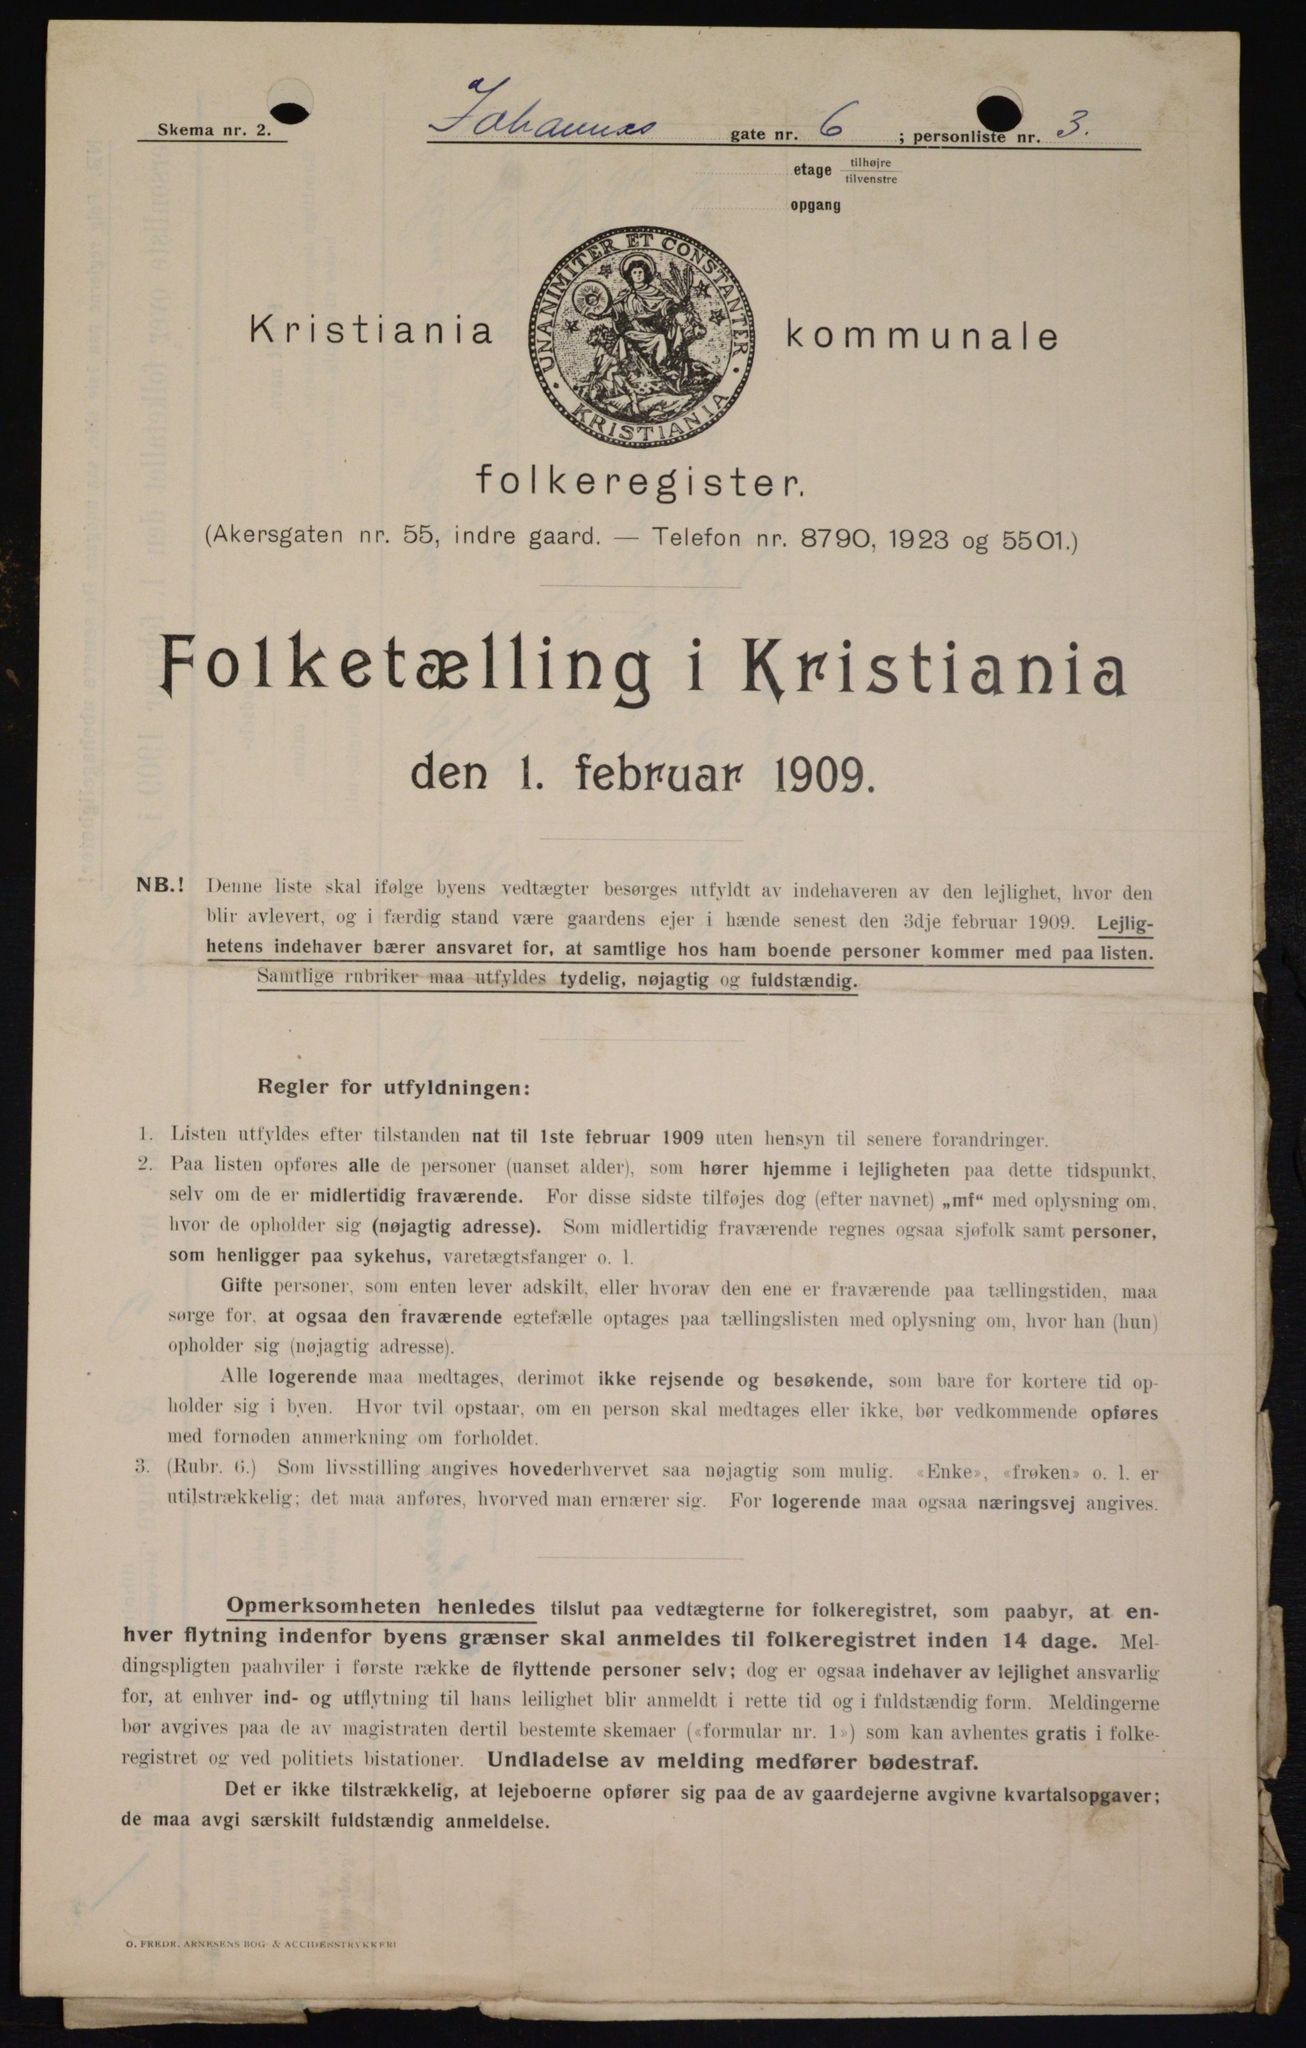 Skema nr. 2.
Johannes gate nr. 6 ; personliste nr. 3.
etage tilhøjre
tilvenstre
opgang
UNANIMITER ET CONSTANTER
KRISTIANIA
Kristiania kommunale
folkeregister.
(Akersgaten nr. 55, indre gaard. — Telefon nr. 8790, 1923 og 5501.)
Folketælling i Kristiania
den 1. februar 1909.
NB.! Denne liste skal ifølge byens vedtægter besørges utfyldt av indehaveren av den lejlighet, hvor den
blir avlevert, og i færdig stand være gaardens ejer i hænde senest den 3dje februar 1909. Lejlig-
hetens indehaver bærer ansvaret for, at samtlige hos ham boende personer kommer med paa listen.
Samtlige rubriker maa utfyldes tydelig, nøjagtig og fuldstændig.
Regler for utfyldningen:
1. Listen utfyldes efter tilstanden nat til 1ste februar 1909 uten hensyn til senere forandringer.
2. Paa listen opføres alle de personer (uanset alder), som hører hjemme i lejligheten paa dette tidspunkt,
selv om de er midlertidig fraværende. For disse sidste tilføjes dog (efter navnet) „mf“ med oplysning om,
hvor de opholder sig (nøjagtig adresse). Som midlertidig fraværende regnes ogsaa sjøfolk samt personer,
som henligger paa sykehus, varetægtsfanger o. l.
Gifte personer, som enten lever adskilt, eller hvorav den ene er fraværende paa tællingstiden, maa
sørge for, at ogsaa den fraværende egtefælle optages paa tællingslisten med oplysning om, hvor han (hun)
opholder sig (nøjagtig adresse).
Alle logerende maa medtages, derimot ikke rejsende og besøkende, som bare for kortere tid op-
holder sig i byen. Hvor tvil opstaar, om en person skal medtages eller ikke, bør vedkommende opføres
med fornøden anmerkning om forholdet.
3. (Rubr. 6.) Som livsstilling angives hovederhvervet saa nøjagtig som mulig. «Enke», «frøken» o. l. er
utilstrækkelig; det maa anføres, hvorved man ernærer sig. For logerende maa ogsaa næringsvej angives.
Opmerksomheten henledes tilslut paa vedtægterne for folkeregistret, som paabyr, at en-
hver flytning indenfor byens grænser skal anmeldes til folkeregistret inden 14 dage. Mel-
dingspligten paahviler i første række de flyttende personer selv; dog er ogsaa indehaver av lejlighet ansvarlig
for, at enhver ind- og utflytning til hans leilighet blir anmeldt i rette tid og i fuldstændig form. Meldingerne
bør avgives paa de av magistraten dertil bestemte skemaer («formular nr. 1») som kan avhentes gratis i folke-
registret og ved politiets bistationer. Undladelse av melding medfører bødestraf.
Det er ikke tilstrækkelig, at lejeboerne opfører sig paa de av gaardejerne avgivne kvartalsopgaver;
de maa avgi særskilt fuldstændig anmeldelse.
O. FREDR. ARNESENS BOG & ACCIDENSTRYKKERI